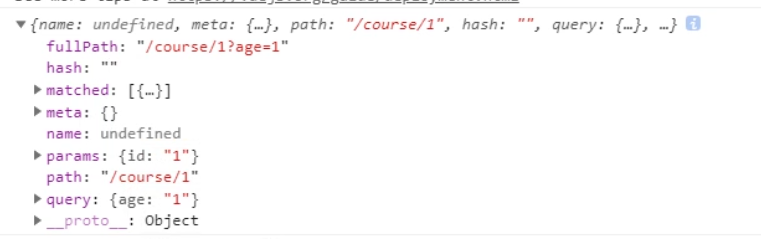 {name: undefined, meta: {…}, path: "/course/1", hash: "", query: {…}, …} i
fullPath: "/course/1?age=1"
hash: ""
matched: [{…}]
meta: {}
name: undefined
params: {id: "1"}
path: "/course/1"
query: {age: "1"}
__proto__: Object